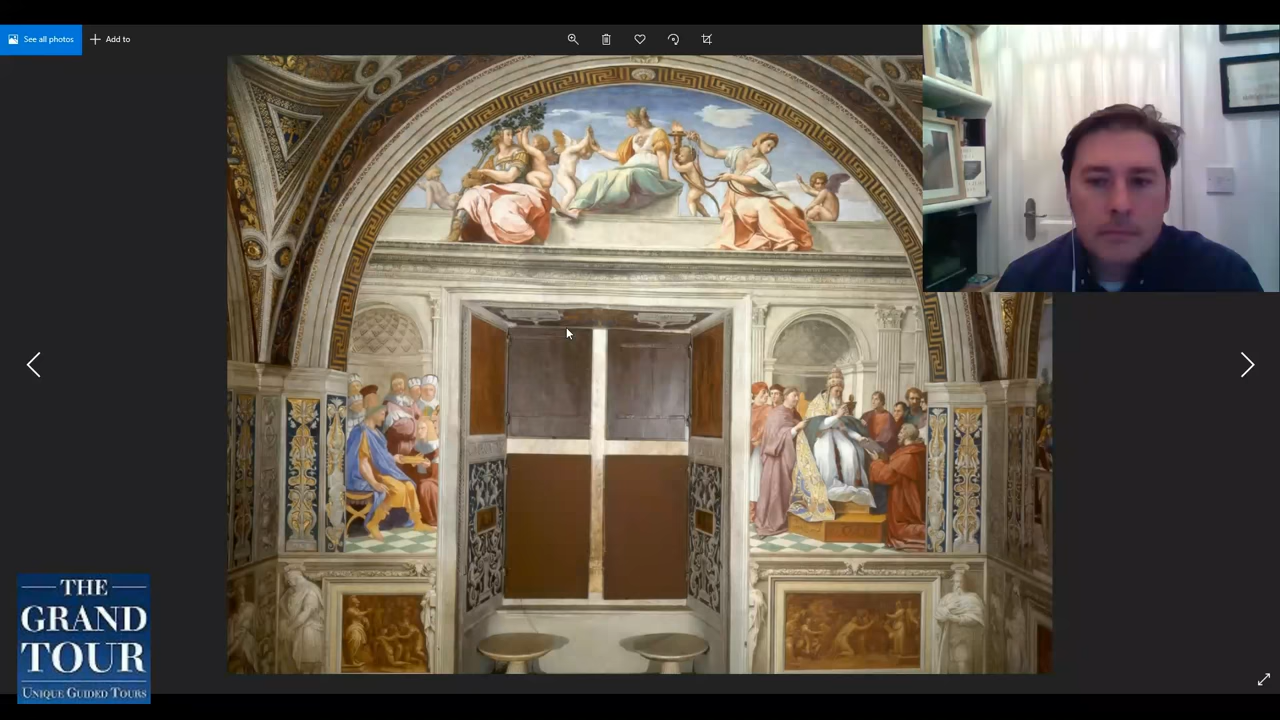 See all photos
Add to
THE
GRAND
TOUR
UNIQUE GUIDED TOURS